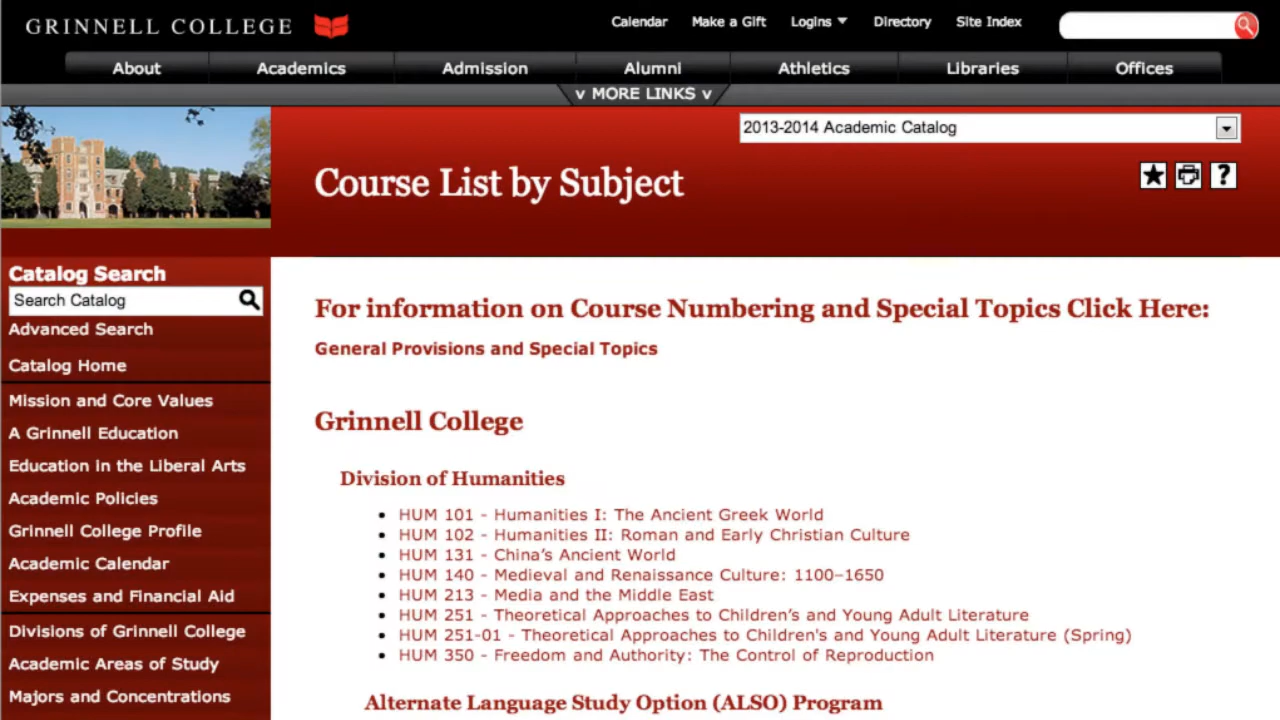 GRINNELL COLLEGE
Calendar Make a Gift Logins Directory Site Index
About Academics Admission Alumni Athletics Libraries Offices
v MORE LINKS v
2013-2014 Academic Catalog
Course List by Subject
?
Catalog Search
Search Catalog
Advanced Search
Catalog Home
Mission and Core Values
A Grinnell Education
Education in the Liberal Arts
Academic Policies
Grinnell College Profile
Academic Calendar
Expenses and Financial Aid
Divisions of Grinnell College
Academic Areas of Study
Majors and Concentrations
For information on Course Numbering and Special Topics Click Here:
General Provisions and Special Topics
Grinnell College
Division of Humanities
• HUM 101 - Humanities I: The Ancient Greek World
• HUM 102 - Humanities II: Roman and Early Christian Culture
• HUM 131 - China’s Ancient World
• HUM 140 - Medieval and Renaissance Culture: 1100–1650
• HUM 213 - Media and the Middle East
• HUM 251 - Theoretical Approaches to Children’s and Young Adult Literature
• HUM 251-01 - Theoretical Approaches to Children's and Young Adult Literature (Spring)
• HUM 350 - Freedom and Authority: The Control of Reproduction
Alternate Language Study Option (ALSO) Program